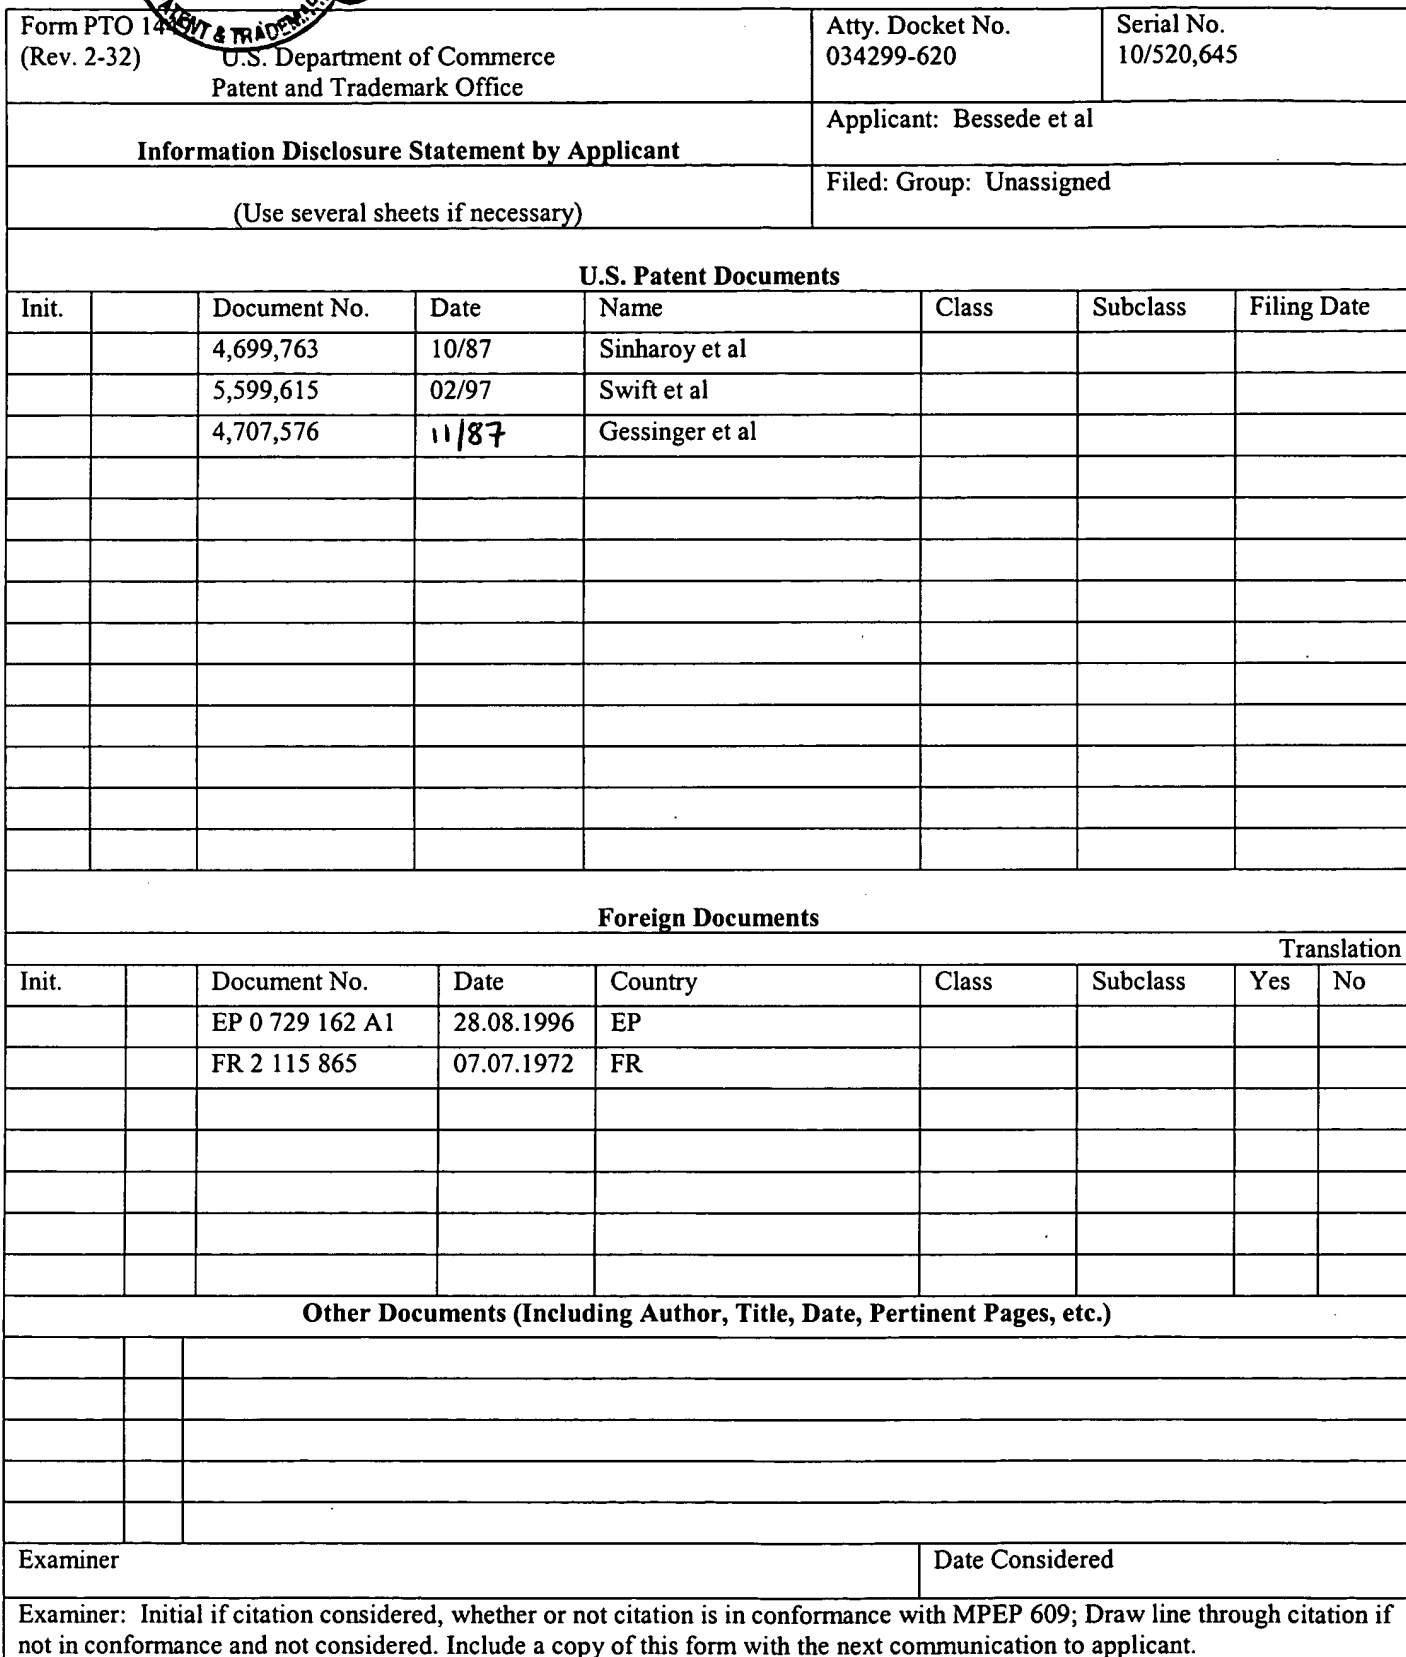 Form PTO 14
(Rev. 2-32) U.S. Department of Commerce
Patent and Trademark Office
ENT & TRADEMAR
Atty. Docket No.
034299-620
Serial No.
10/520,645
Information Disclosure Statement by Applicant
Applicant: Bessede et al
(Use several sheets if necessary)
Filed: Group: Unassigned
U.S. Patent Documents
Init. Document No. Date Name Class Subclass Filing Date
4,699,763 10/87 Sinharoy et al
5,599,615 02/97 Swift et al
4,707,576 11/87 Gessinger et al
Foreign Documents
Translation
Init. Document No. Date Country Class Subclass Yes No
EP 0 729 162 A1 28.08.1996 EP
FR 2 115 865 07.07.1972 FR
Other Documents (Including Author, Title, Date, Pertinent Pages, etc.)
Examiner Date Considered
Examiner: Initial if citation considered, whether or not citation is in conformance with MPEP 609; Draw line through citation if
not in conformance and not considered. Include a copy of this form with the next communication to applicant.